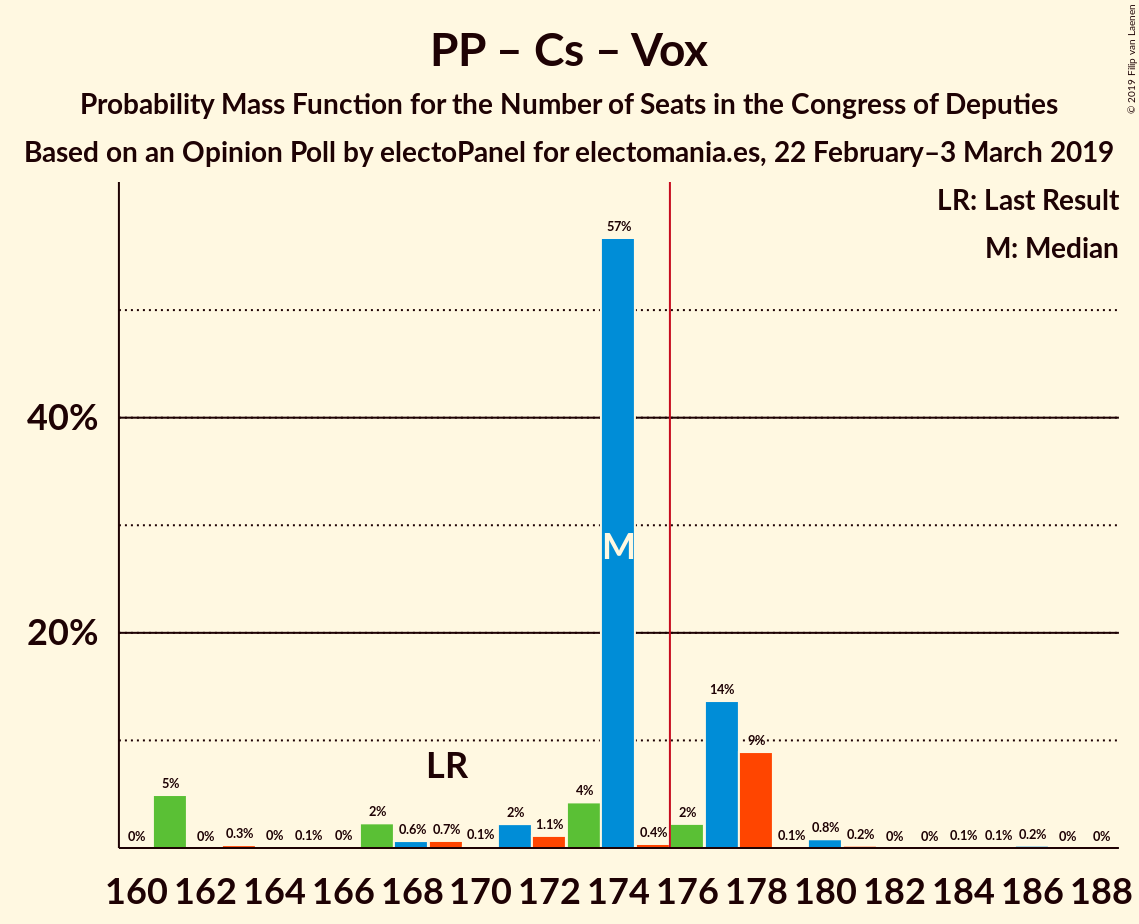 PP – Cs – Vox
Probability Mass Function for the Number of Seats in the Congress of Deputies
Based on an Opinion Poll by electoPanel for electomania.es, 22 February–3 March 2019
© 2019 Filip van Laenen
LR: Last Result
M: Median
57%
40%
M
20%
14%
9%
LR
5%
4%
2%
2%
2%
0% 0% 0.3% 0% 0.1% 0% 0.6% 0.7% 0.1% 1.1% 0.4% 0.1% 0.8% 0.2% 0% 0% 0.1% 0.1% 0.2% 0% 0%
160 162 164 166 168 170 172 174 176 178 180 182 184 186 188